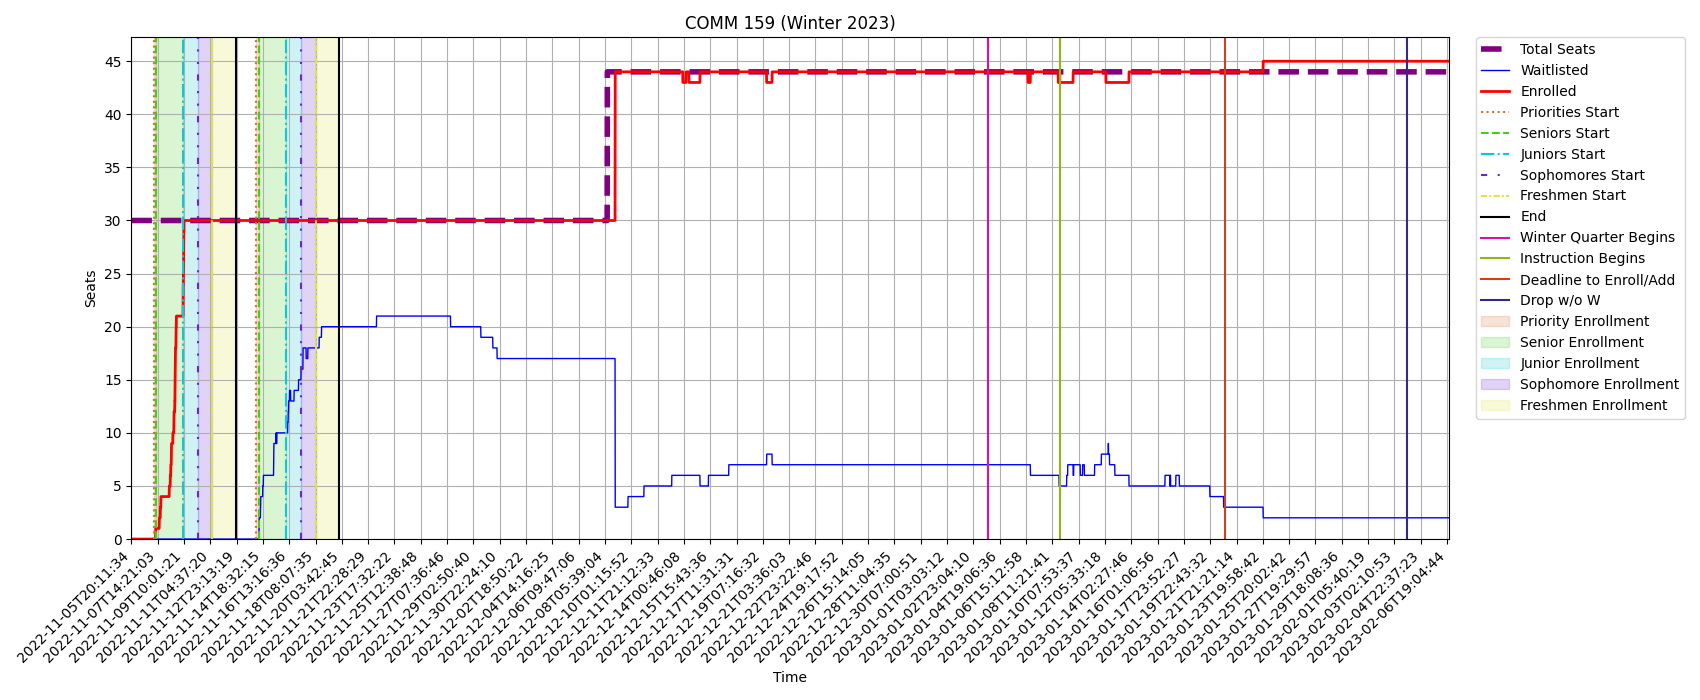 COMM 159 (Winter 2023)
Seats
45
40
35
30
25
20
15
10
5
0
2022-11-05T20:11:34
2022-11-07T14:21:03
2022-11-09T10:01:21
2022-11-11T04:37:20
2022-11-12T23:13:19
2022-11-14T18:32:15
2022-11-16T13:16:36
2022-11-18T08:07:35
2022-11-20T03:42:45
2022-11-21T22:28:29
2022-11-23T17:32:22
2022-11-25T12:38:48
2022-11-27T07:36:46
2022-11-29T02:50:40
2022-11-30T22:24:10
2022-12-02T18:50:22
2022-12-04T14:16:25
2022-12-06T09:47:06
2022-12-08T05:39:04
2022-12-10T01:15:52
2022-12-11T21:12:33
2022-12-14T00:46:08
2022-12-15T15:43:36
2022-12-17T11:31:31
2022-12-19T07:16:32
2022-12-21T03:36:03
2022-12-22T23:22:46
2022-12-24T19:17:52
2022-12-26T15:14:05
2022-12-28T11:04:35
2022-12-30T07:00:51
2023-01-01T03:03:12
2023-01-02T23:04:10
2023-01-04T19:06:36
2023-01-06T15:12:58
2023-01-08T11:21:41
2023-01-10T07:53:37
2023-01-12T05:33:18
2023-01-14T02:27:46
2023-01-16T01:06:56
2023-01-17T23:52:27
2023-01-19T22:43:32
2023-01-21T21:21:14
2023-01-23T19:58:42
2023-01-25T20:02:42
2023-01-27T19:29:57
2023-01-29T18:08:36
2023-02-01T05:40:19
2023-02-03T02:10:53
2023-02-04T22:37:23
2023-02-06T19:04:44
Time
Total Seats
Waitlisted
Enrolled
Priorities Start
Seniors Start
Juniors Start
Sophomores Start
Freshmen Start
End
Winter Quarter Begins
Instruction Begins
Deadline to Enroll/Add
Drop w/o W
Priority Enrollment
Senior Enrollment
Junior Enrollment
Sophomore Enrollment
Freshmen Enrollment